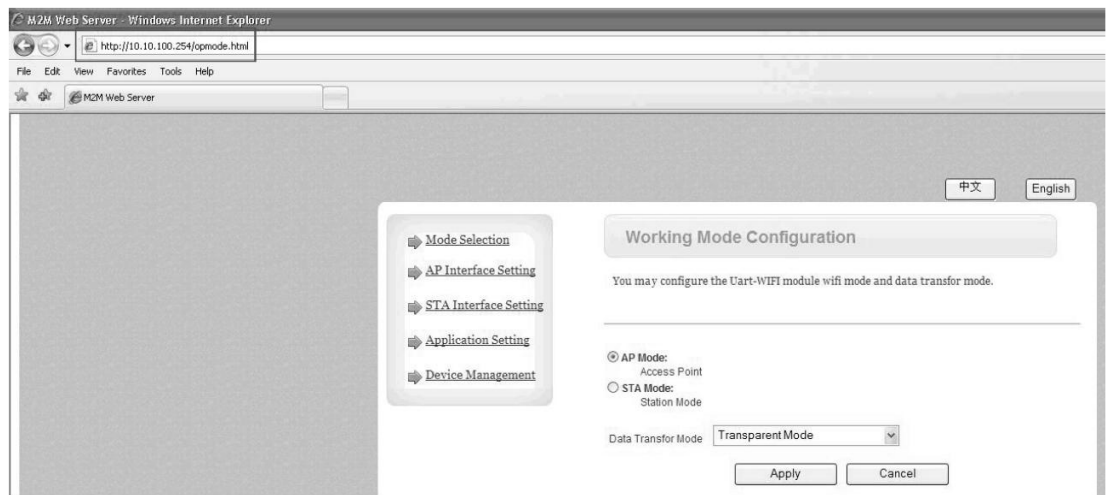 M2M Web Server - Windows Internet Explorer
http://10.10.100.254/opmode.html
File Edit View Favorites Tools Help
M2M Web Server
中文 English
Mode Selection
AP Interface Setting
STA Interface Setting
Application Setting
Device Management
Working Mode Configuration
You may configure the Uart-WIFI module wifi mode and data transfor mode.
AP Mode:
Access Point
STA Mode:
Station Mode
Data Transfor Mode Transparent Mode
Apply Cancel